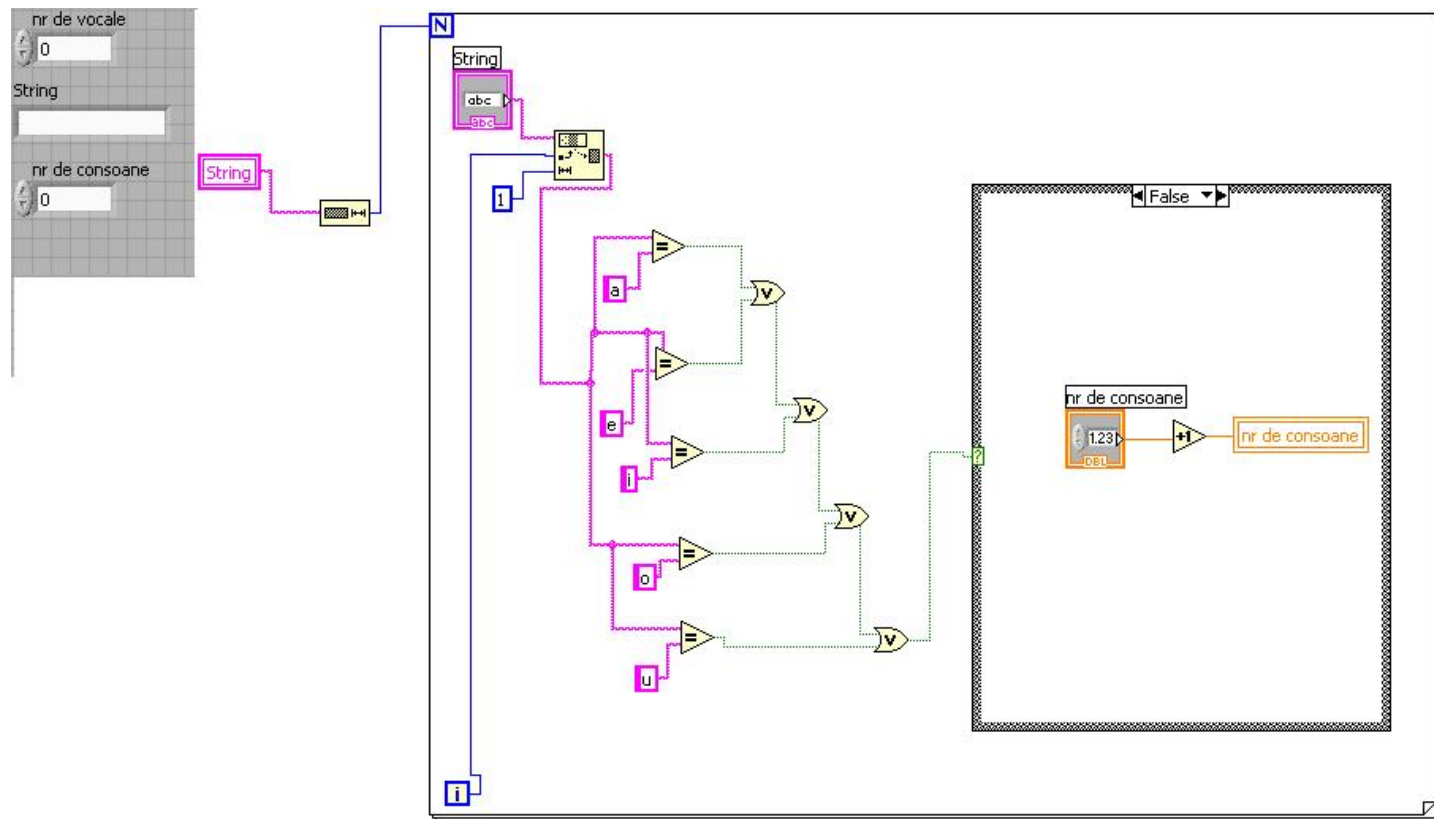 nr de vocale
0
String
nr de consoane
0
String
N
String
abc
abc
1
a
=
v
=
e
v
=
i
v
=
o
v
=
u
i
False
?
nr de consoane
1.23
DBL
+1
nr de consoane